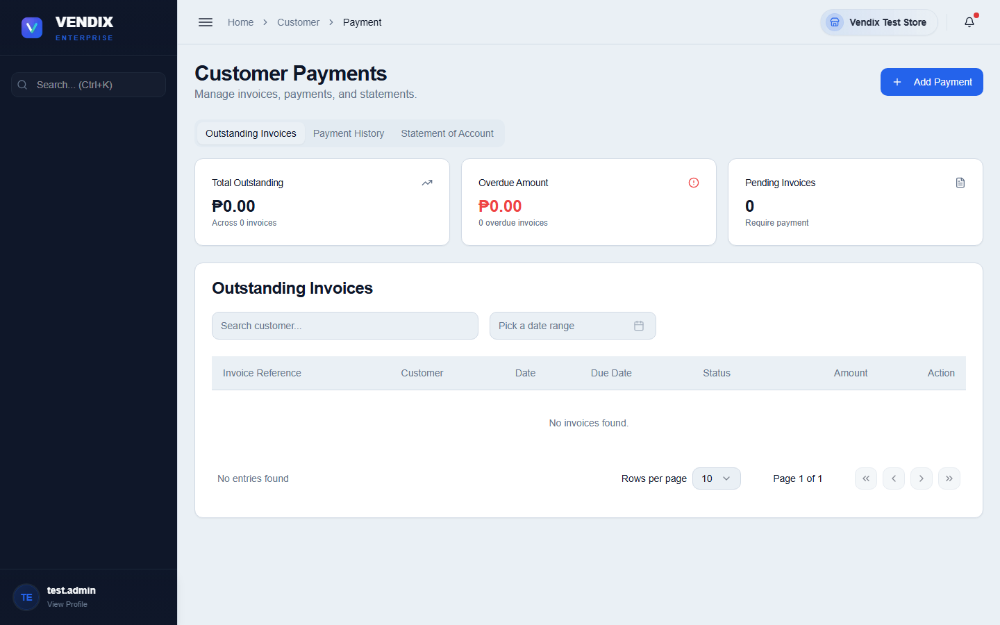 VENDIX
ENTERPRISE
Search... (Ctrl+K)
test.admin
View Profile
TE
Home
Customer
Payment
Vendix Test Store
Customer Payments
Manage invoices, payments, and statements.
Add Payment
Outstanding Invoices
Payment History
Statement of Account
Total Outstanding
₱0.00
Across 0 invoices
Overdue Amount
₱0.00
0 overdue invoices
Pending Invoices
0
Require payment
Outstanding Invoices
Search customer...
Pick a date range
Invoice Reference Customer Date Due Date Status Amount Action
No invoices found.
No entries found
Rows per page 10
Page 1 of 1